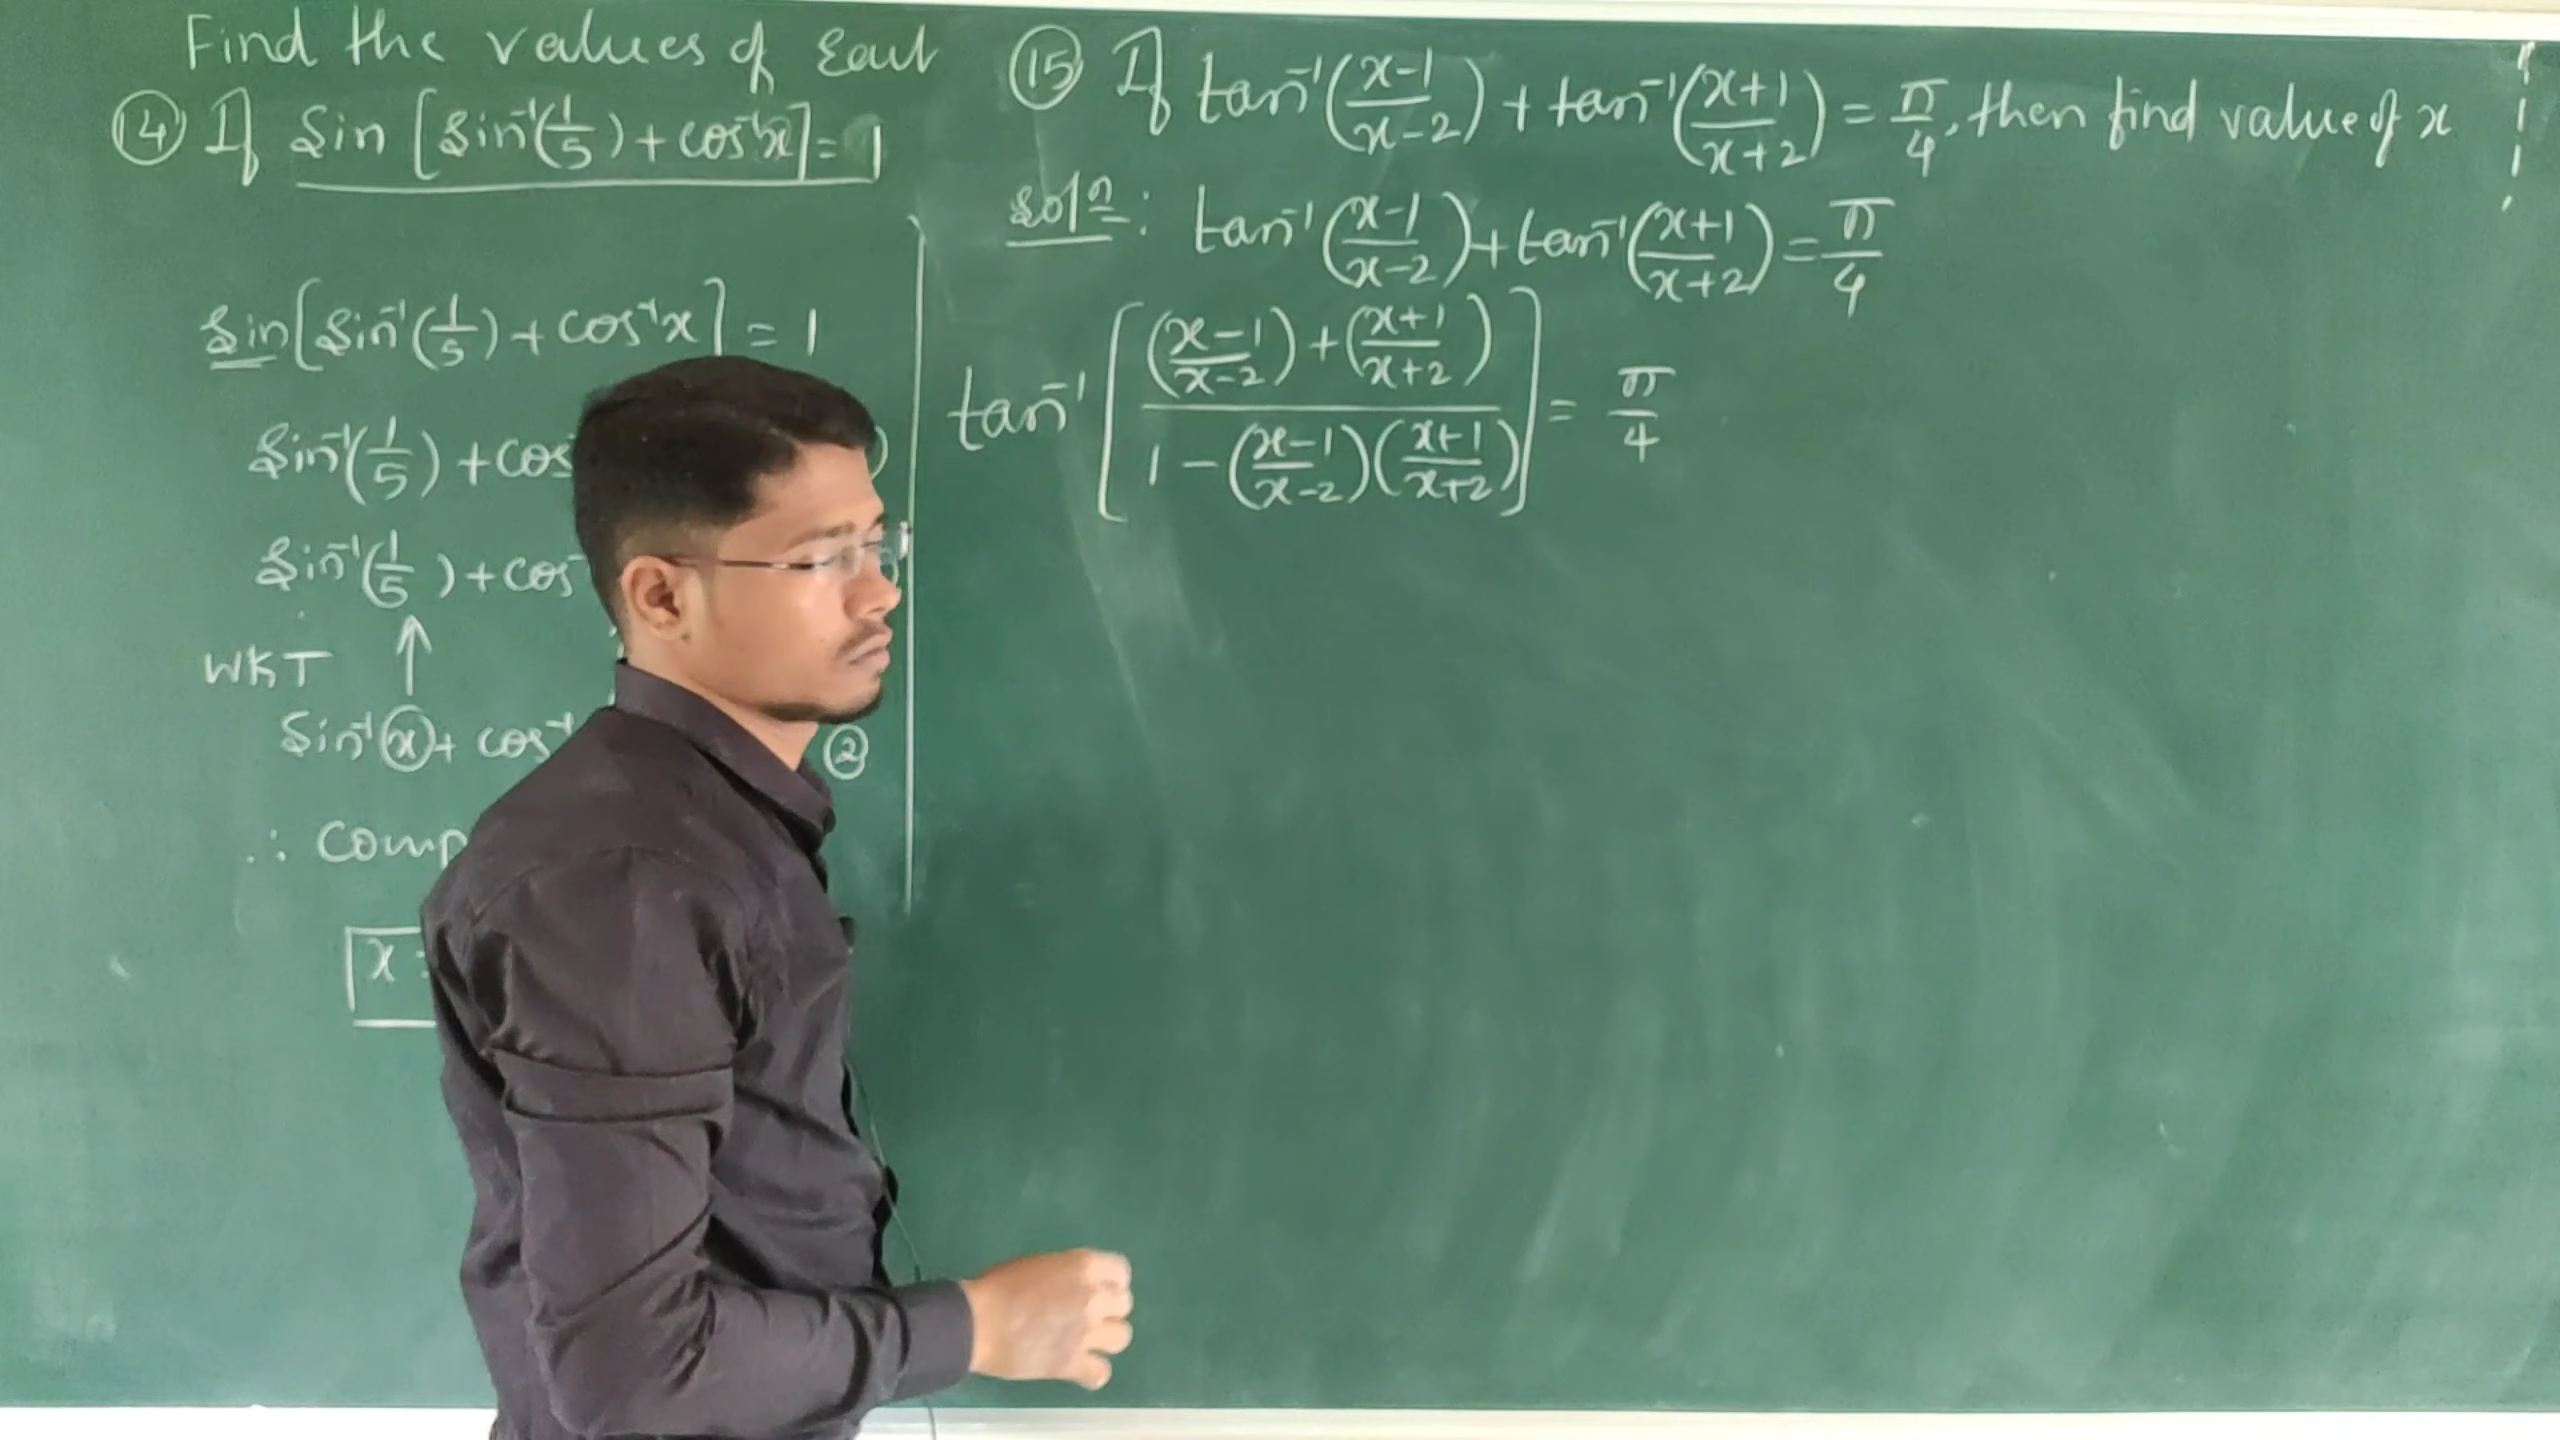 Find the values of Each
(14) If Sin [Sin⁻¹(1/5) + cos⁻¹x] = 1
Sin [Sin⁻¹(1/5) + cos⁻¹x] = 1
Sin⁻¹(1/5) + cos
Sin⁻¹(1/5) + cos⁻
WKT ↑
Sin⁻¹(x) + cos⁻¹ (2)
∴ Comp
x =
(15) If tan⁻¹((x-1)/(x-2)) + tan⁻¹((x+1)/(x+2)) = π/4, then find value of x
Solⁿ: tan⁻¹((x-1)/(x-2)) + tan⁻¹((x+1)/(x+2)) = π/4
tan⁻¹[(((x-1)/(x-2)) + ((x+1)/(x+2)))/(1 - ((x-1)/(x-2))((x+1)/(x+2)))] = π/4